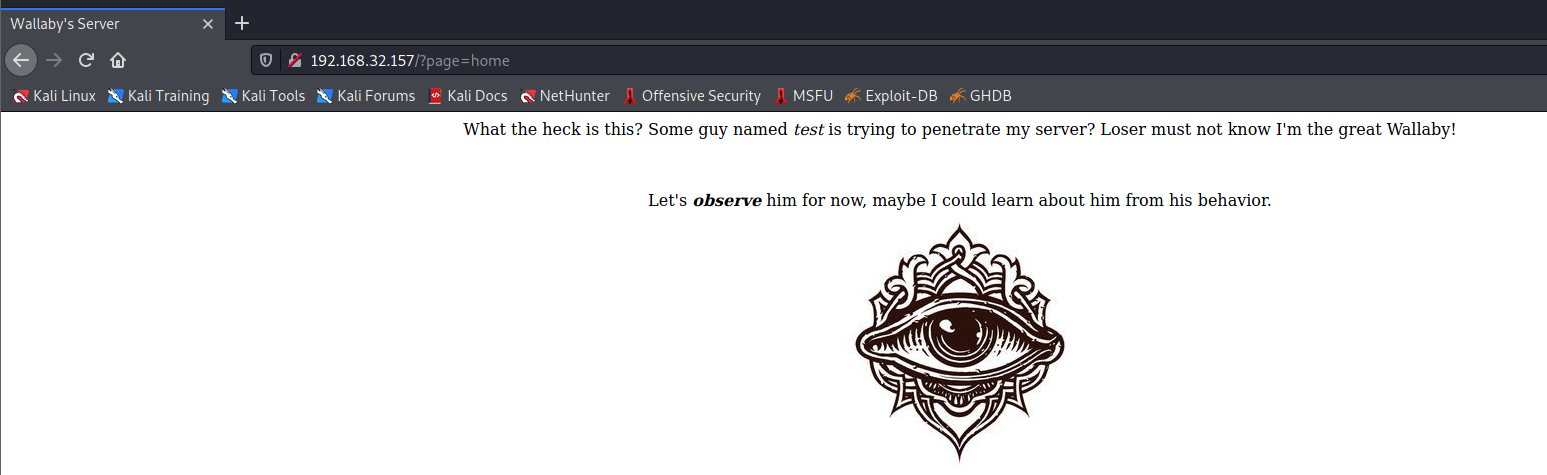 Wallaby's Server
192.168.32.157/?page=home
Kali Linux Kali Training Kali Tools Kali Forums Kali Docs NetHunter Offensive Security MSFU Exploit-DB GHDB
What the heck is this? Some guy named test is trying to penetrate my server? Loser must not know I'm the great Wallaby!
Let's observe him for now, maybe I could learn about him from his behavior.